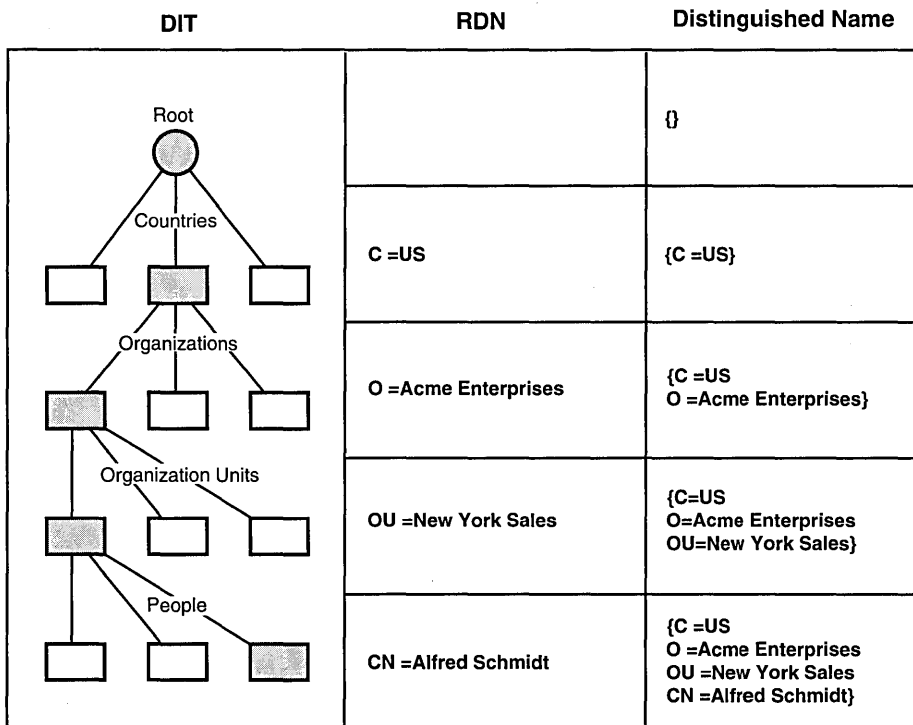 DIT
RDN
Distinguished Name
Root
{}
Countries
C =US
{C =US}
Organizations
O =Acme Enterprises
{C =US
O =Acme Enterprises}
Organization Units
OU =New York Sales
{C=US
O=Acme Enterprises
OU=New York Sales}
People
CN =Alfred Schmidt
{C =US
O =Acme Enterprises
OU =New York Sales
CN =Alfred Schmidt}